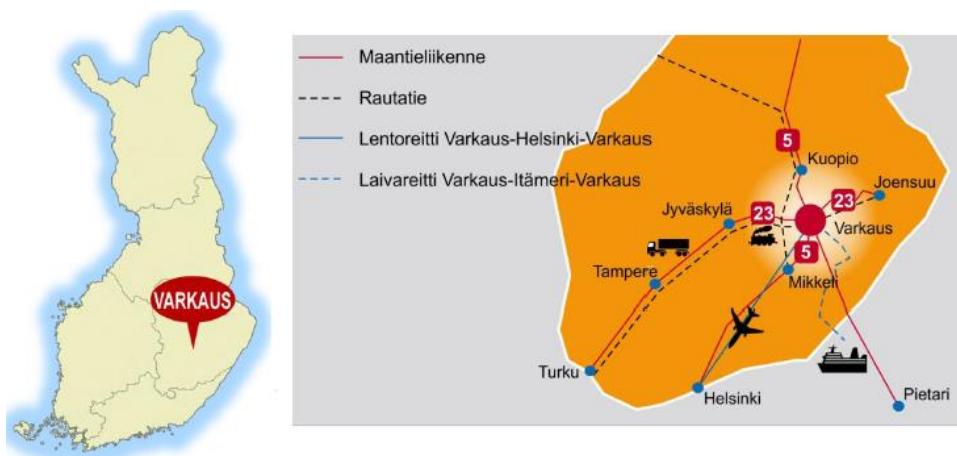 VARKAUS
Maantieliikenne
Rautatie
Lentoreitti Varkaus-Helsinki-Varkaus
Laivareitti Varkaus-Itämeri-Varkaus
5
Kuopio
Joensuu
23
23
Jyväskylä
Varkaus
5
Tampere
Mikkeli
Turku
Helsinki
Pietari